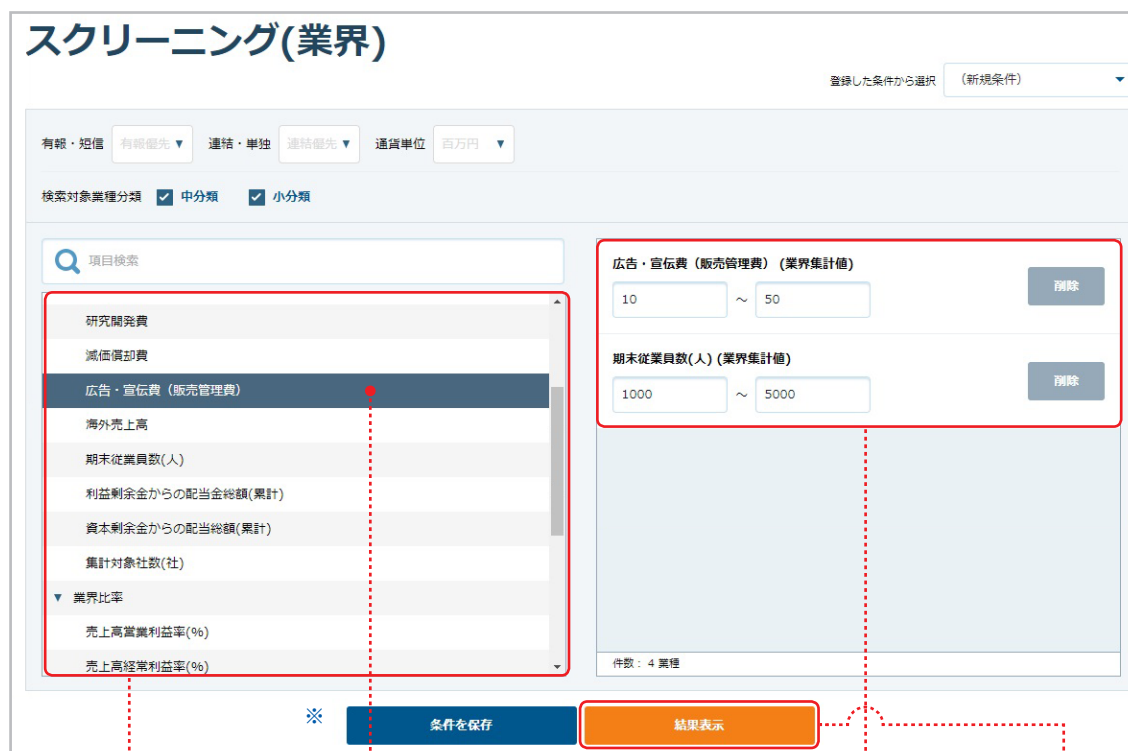 スクリーニング(業界)
登録した条件から選択 (新規条件)
有報・短信 有報優先 連結・単独 連結優先 通貨単位 百万円
検索対象業種分類 中分類 小分類
項目検索
研究開発費
減価償却費
広告・宣伝費（販売管理費）
海外売上高
期末従業員数(人)
利益剰余金からの配当金総額(累計)
資本剰余金からの配当総額(累計)
集計対象社数(社)
▼ 業界比率
売上高営業利益率(%)
売上高経常利益率(%)
広告・宣伝費（販売管理費） (業界集計値)
10 ～ 50
削除
期末従業員数(人) (業界集計値)
1000 ～ 5000
削除
件数： 4 業種
※ 条件を保存 結果表示